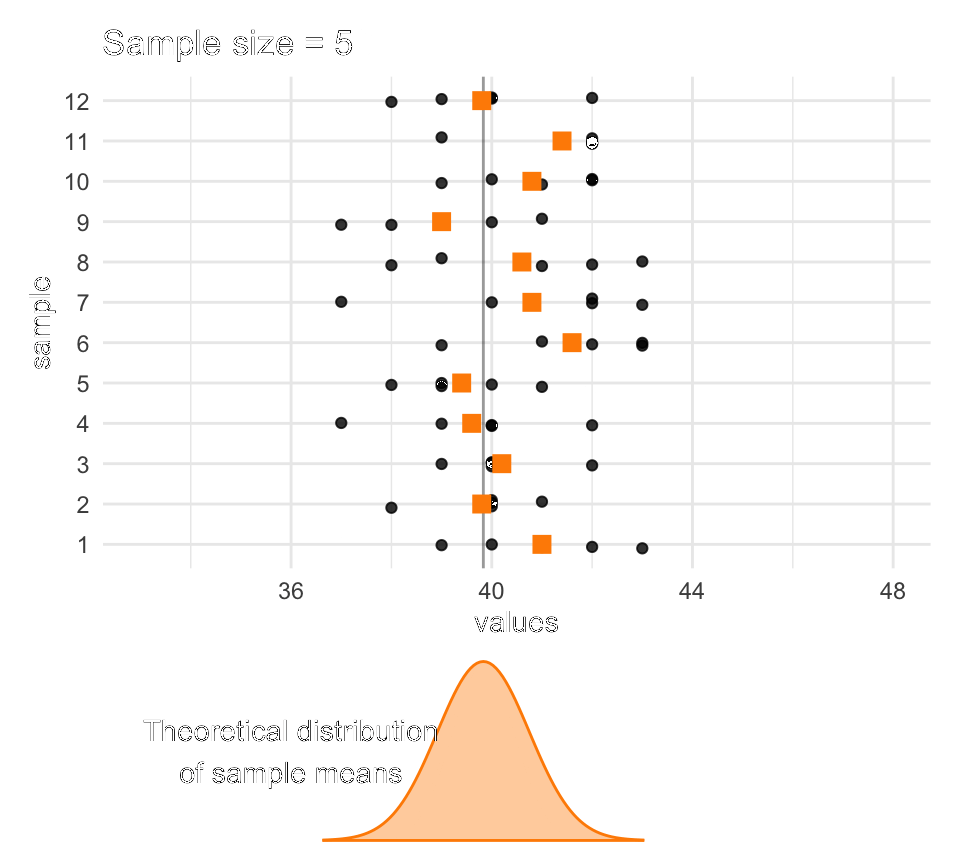 Sample size = 5
12
11
10
9
8
7
6
5
4
3
2
1
sample
36 40 44 48
values
Theoretical distribution
of sample means